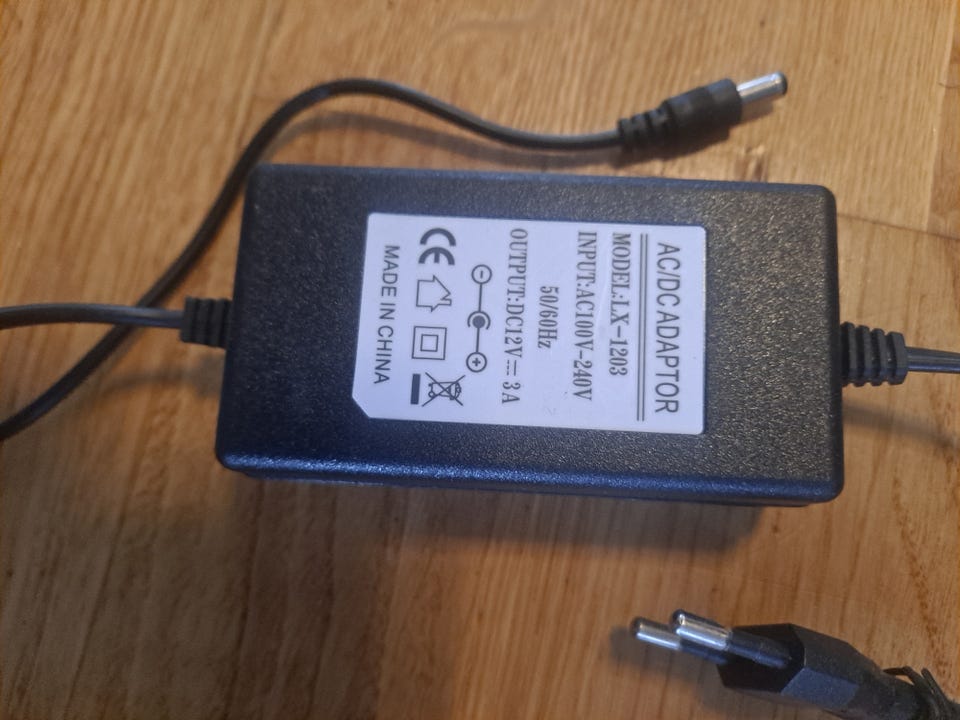 AC/DC ADAPTOR
MODEL:LX-1203
INPUT:AC100V-240V
50/60Hz
OUTPUT:DC12V⎓3A
CE
MADE IN CHINA